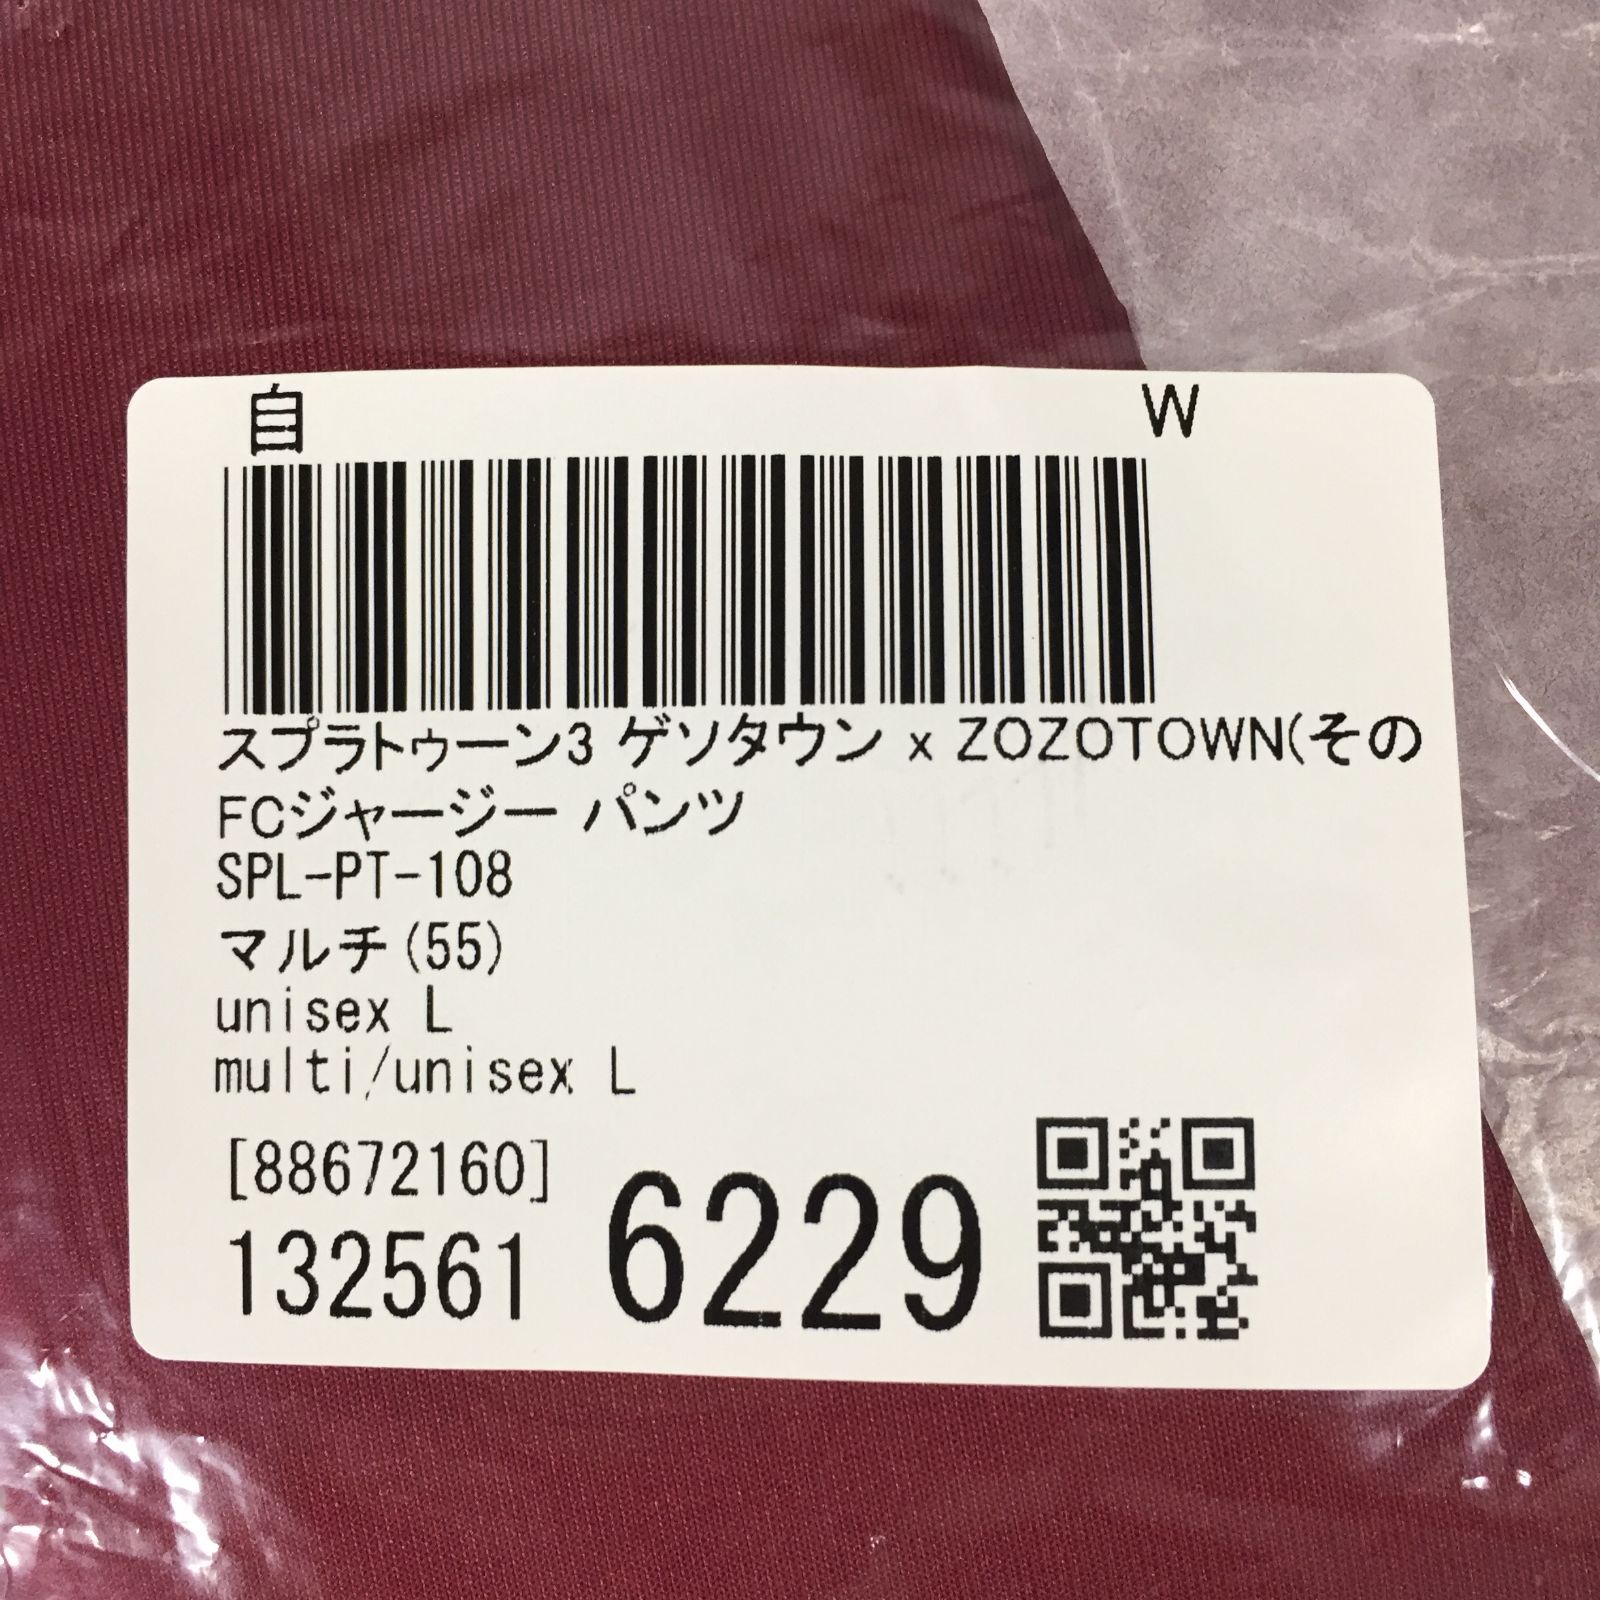 自 W
スプラトゥーン3 ゲソタウン x ZOZOTOWN(その
FCジャージー パンツ
SPL-PT-108
マルチ(55)
unisex L
multi/unisex L
[88672160]
132561 6229